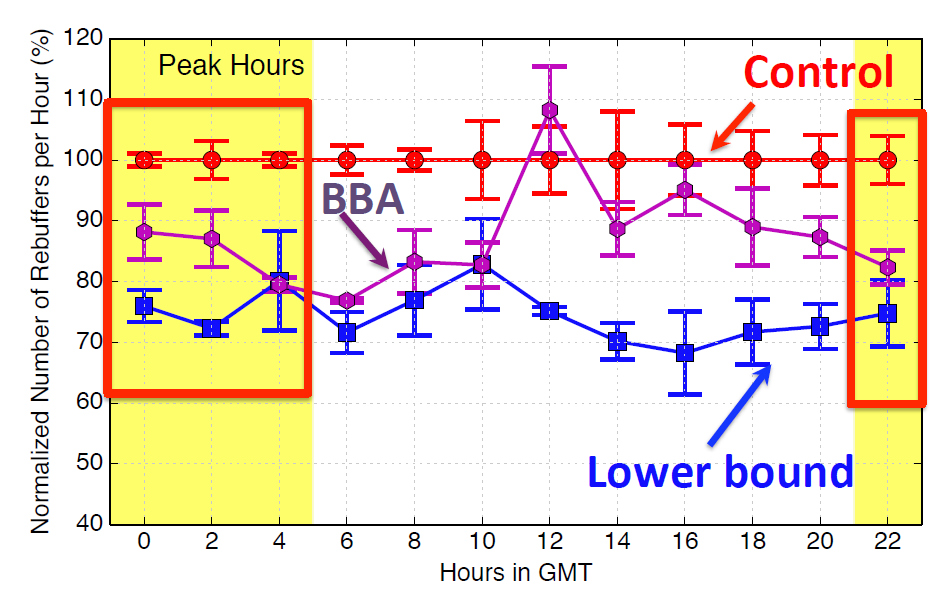 Normalized Number of Rebuffers per Hour (%)
120
110
100
90
80
70
60
50
40
Peak Hours
Control
BBA
Lower bound
0 2 4 6 8 10 12 14 16 18 20 22
Hours in GMT